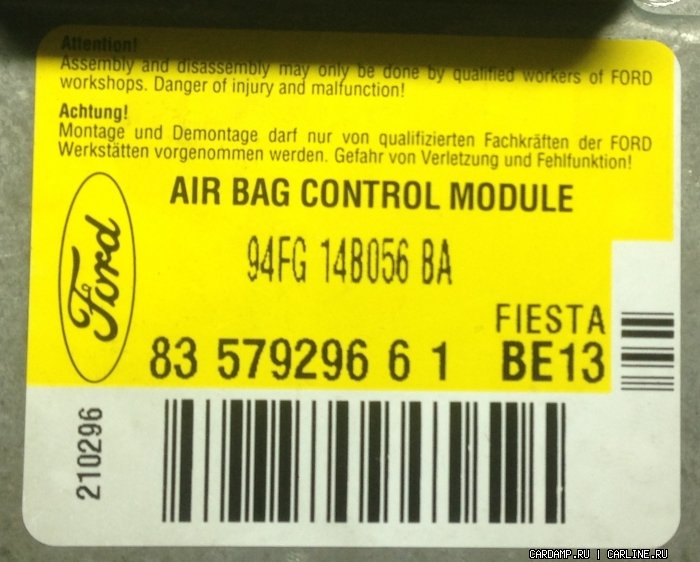 Attention!
Assembly and disassembly may only be done by qualified workers of FORD
workshops. Danger of injury and malfunction!
Achtung!
Montage und Demontage darf nur von qualifizierten Fachkräften der FORD
Werkstätten vorgenommen werden. Gefahr von Verletzung und Fehlfunktion!
AIR BAG CONTROL MODULE
Ford
94FG 14B056 BA
FIESTA
83 579296 6 1 BE13
210296
CARDAMP.RU | CARLINE.RU